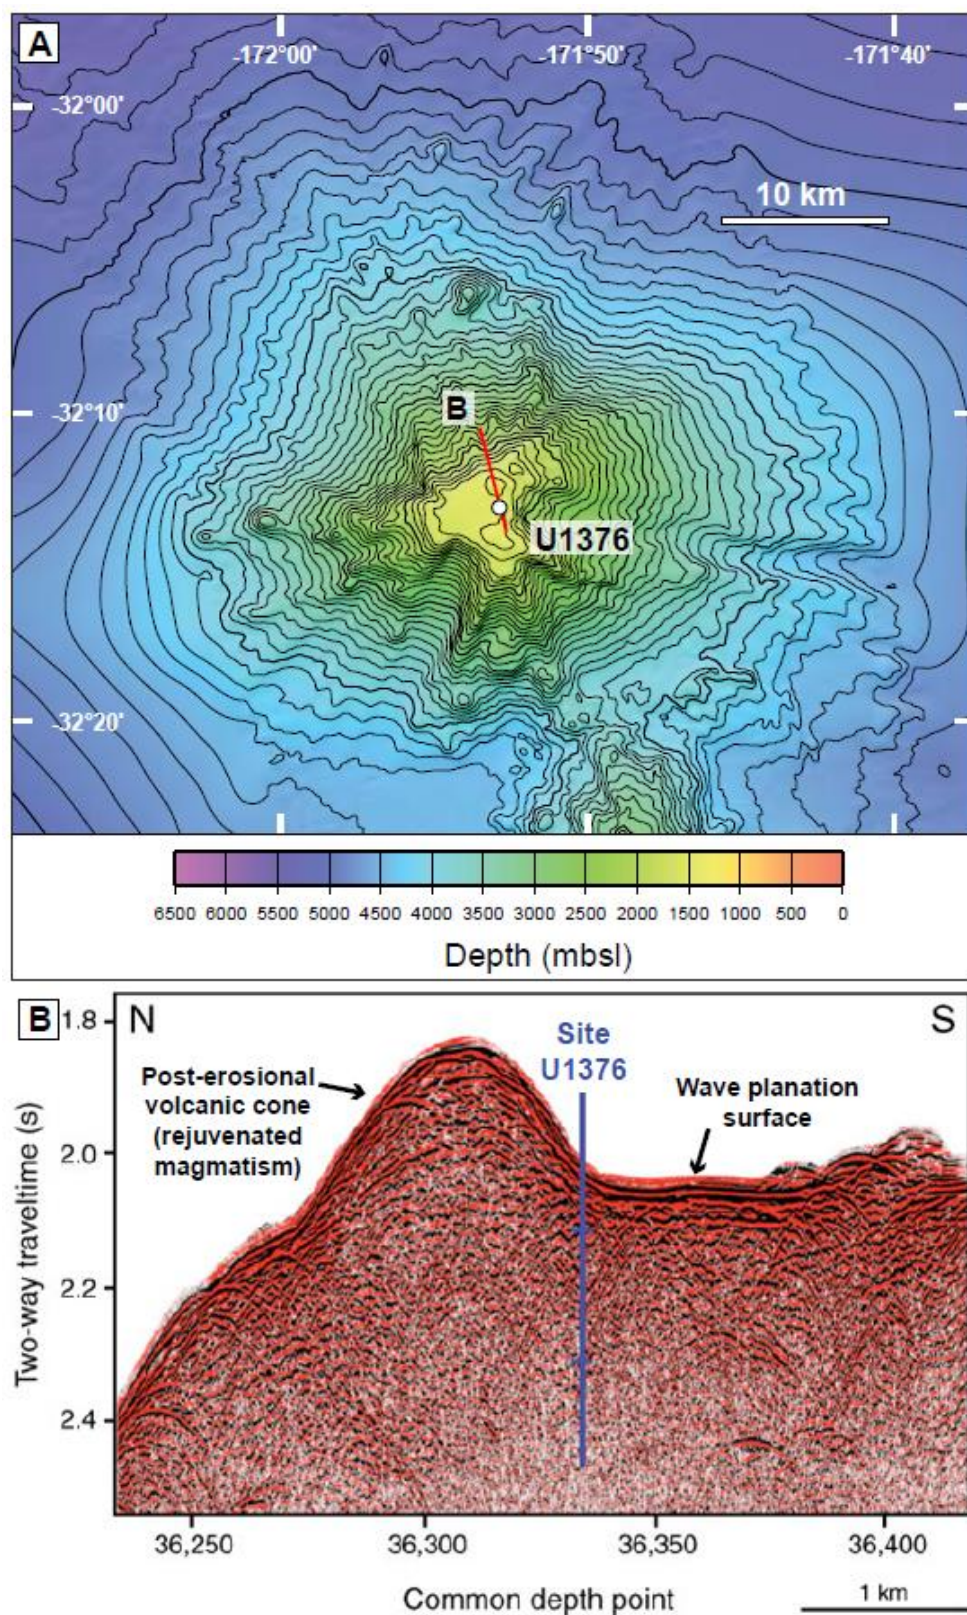 A
-172°00'
-171°50'
-171°40'
-32°00'
10 km
-32°10'
B
U1376
-32°20'
6500 6000 5500 5000 4500 4000 3500 3000 2500 2000 1500 1000 500 0
Depth (mbsl)
B
1.8
N
S
Site
U1376
Post-erosional
volcanic cone
(rejuvenated
magmatism)
Wave planation
surface
Two-way traveltime (s)
2.0
2.2
2.4
36,250 36,300 36,350 36,400
Common depth point
1 km